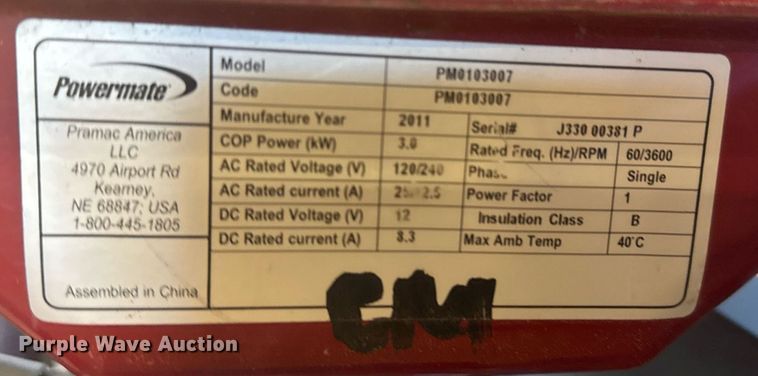 Powermate
Pramac America
LLC
4970 Airport Rd
Kearney,
NE 68847, USA
1-800-445-1805
Assembled in China
Model PM0103007
Code PM0103007
Manufacture Year 2011 Serial# J330 00381 P
COP Power (kW) 3.0 Rated Freq. (Hz)/RPM 60/3600
AC Rated Voltage (V) 120/240 Phase Single
AC Rated current (A) Power Factor 1
DC Rated Voltage (V) 12 Insulation Class B
DC Rated current (A) 8.3 Max Amb Temp 40°C
CM
Purple Wave Auction